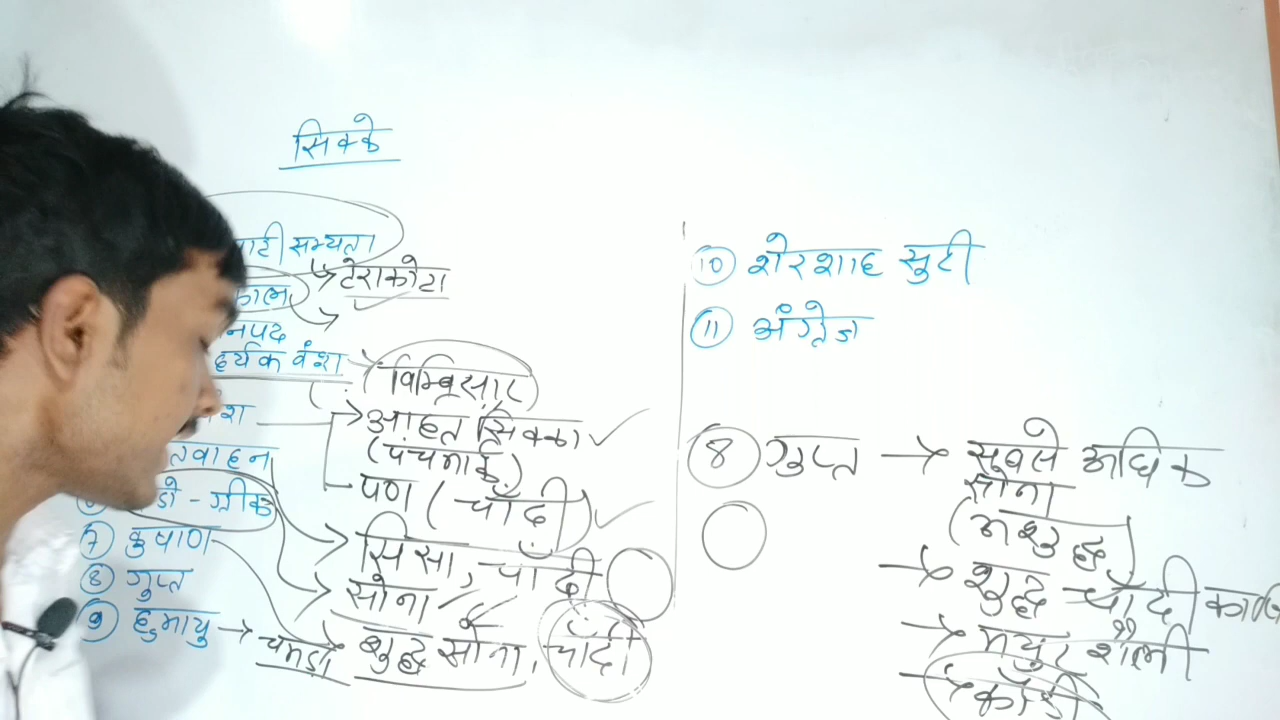 सिक्के
घाटी सभ्यता
→ टेराकोटा
काल →
नपद
हर्यक वंश → (बिम्बिसार
वंश → आहत सिक्का ✓
(पंचमार्क)
→ पण (चाँदी) ✓
तवाहन → सिसा, चाँदी
डो - ग्रीक → सोना
⑦ कुषाण → शुद्ध सोना, चाँदी
⑧ गुप्त
⑨ हुमायु → चमड़ा
⑩ शेरशाह सुरी
⑪ अंग्रेज
⑧ गुप्त → सबसे अधिक
सोना
(अशुद्ध)
→ शुद्ध चाँदी का
→ मयुर शैली
→ कौड़ी